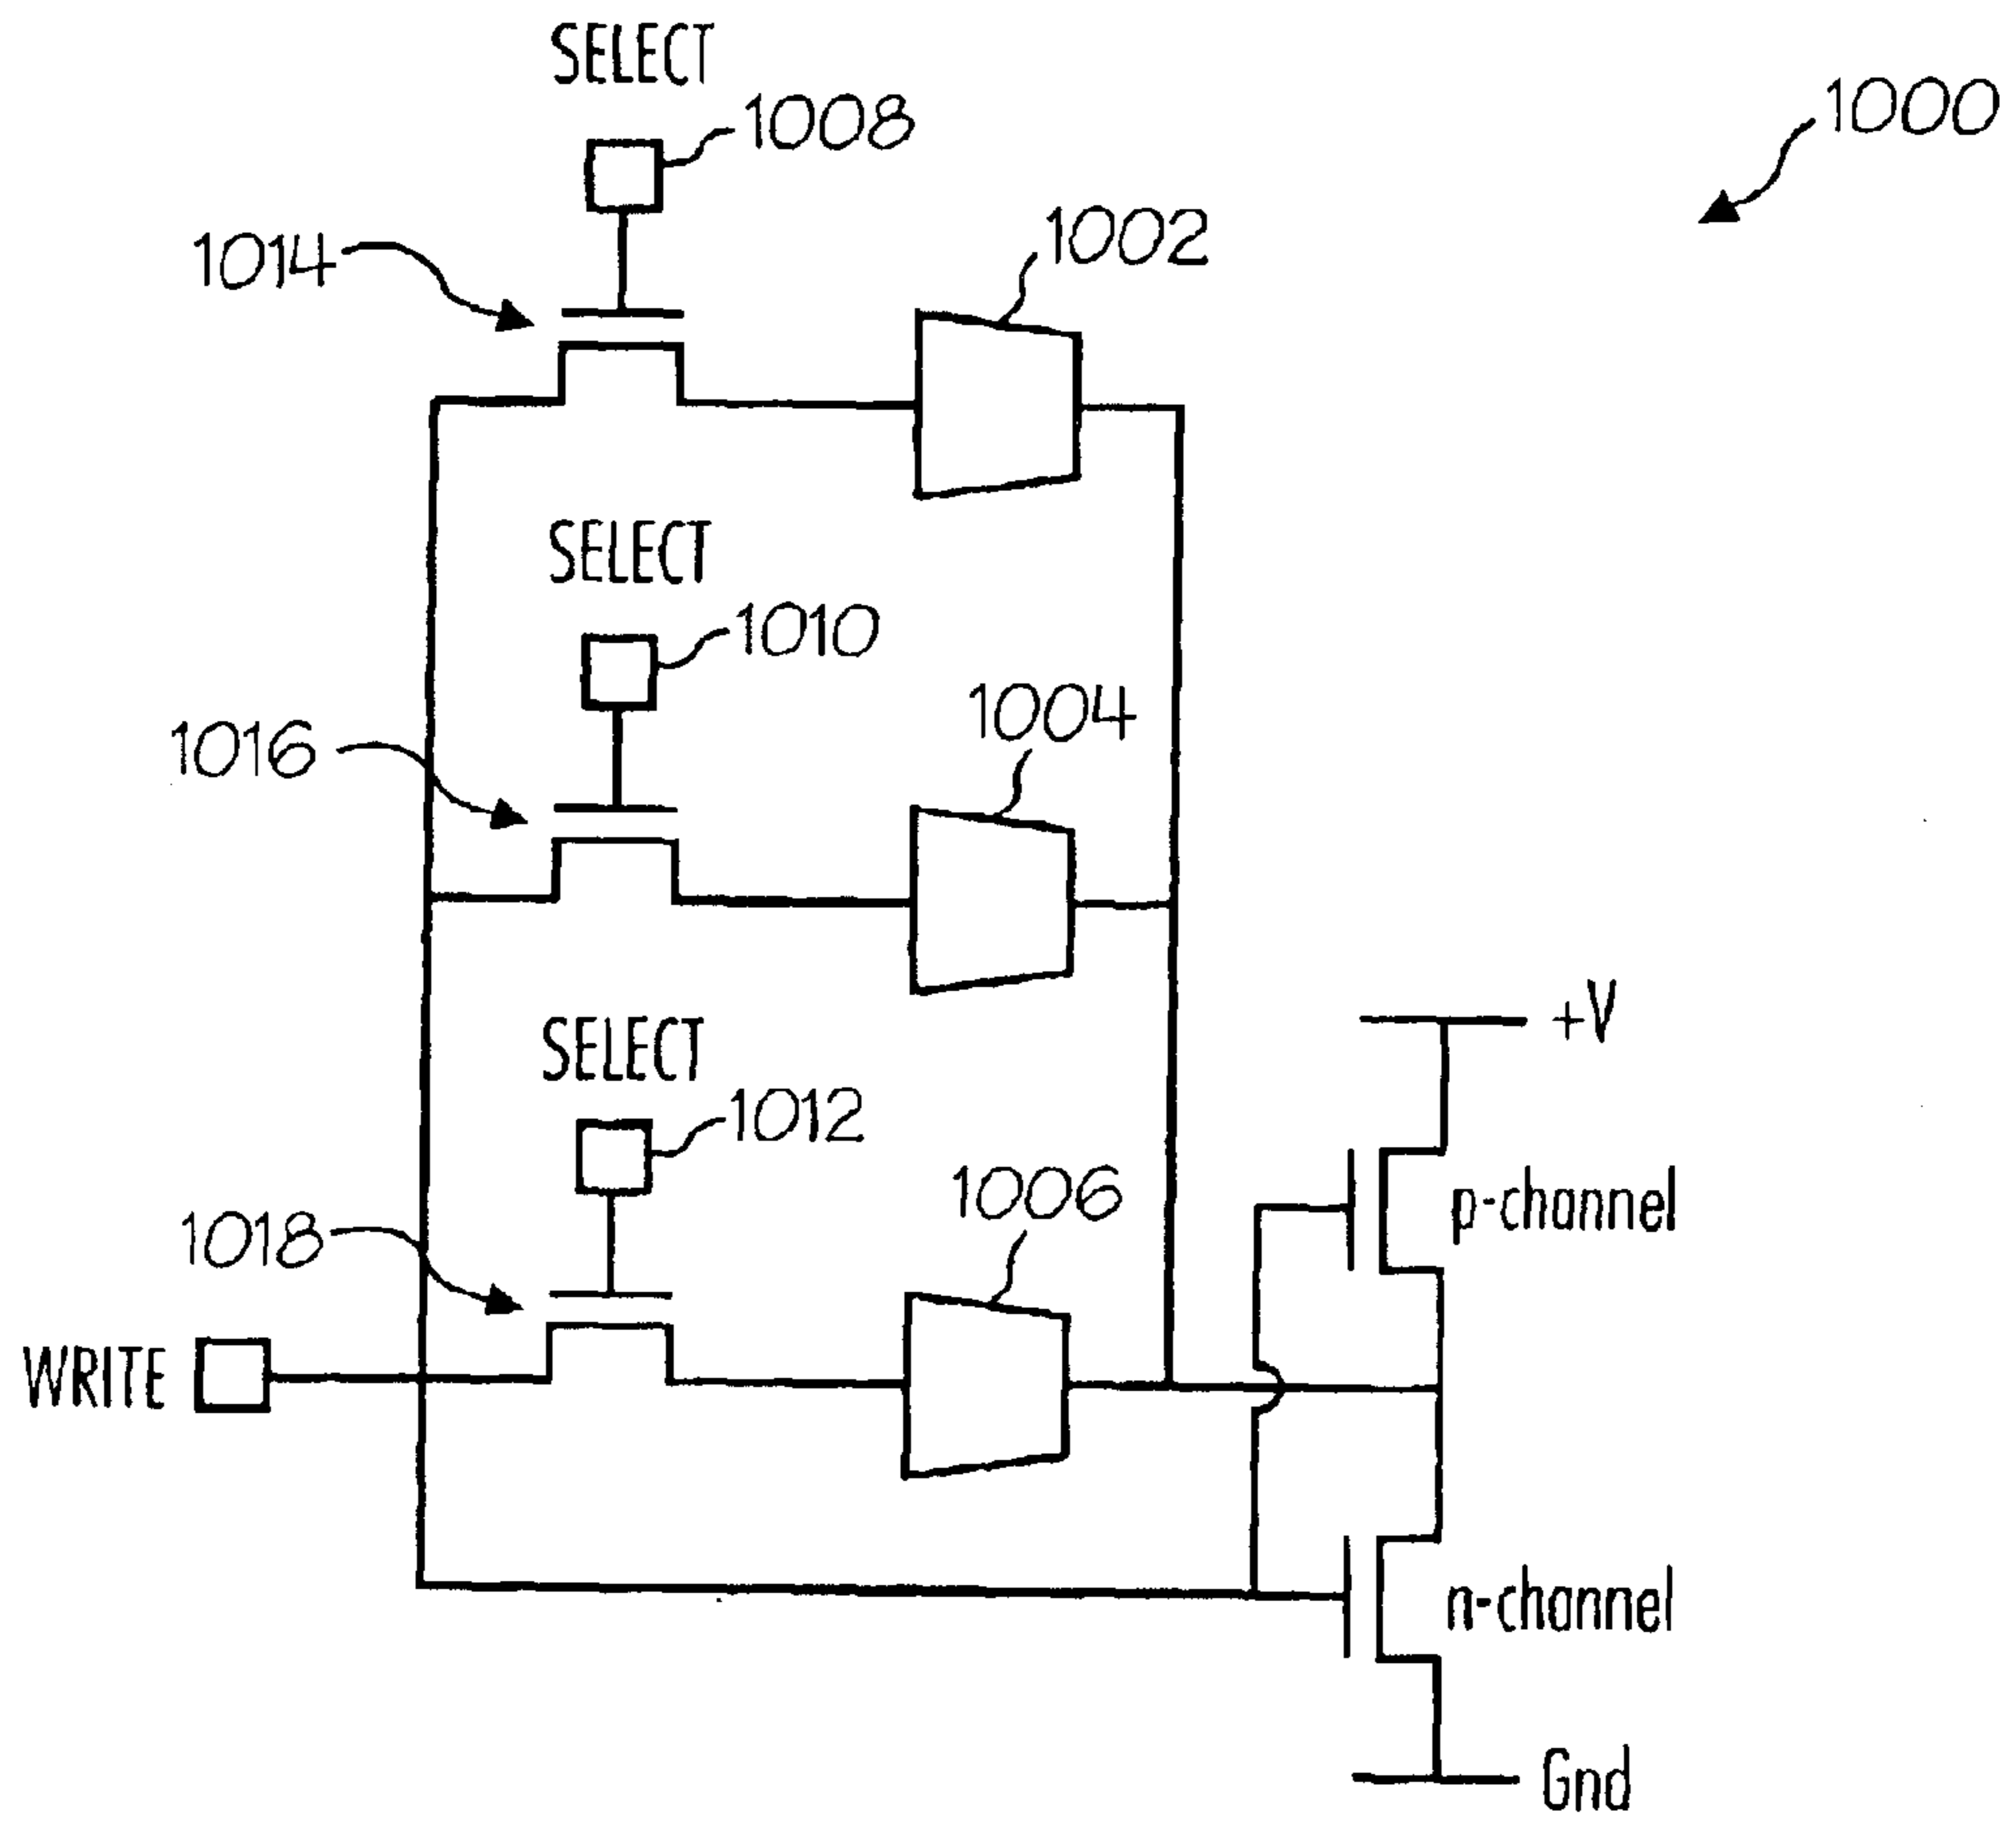 SELECT
1008
1000
1014
1002
SELECT
1010
1016
1004
SELECT
1012
+V
1006
p-channel
1018
WRITE
n-channel
Gnd